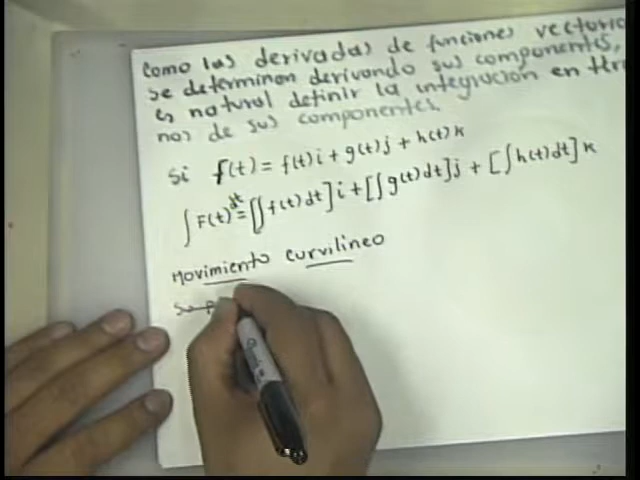 Como las derivadas de funciones
se determinan derivando sus componentes,
es natural definir la integración en
nos de sus componentes.
si f(t) = f(t)i + g(t)j + h(t)k
∫F(t)dt = [∫f(t)dt]i + [∫g(t)dt]j + [∫h(t)dt]k
Movimiento curvilineo